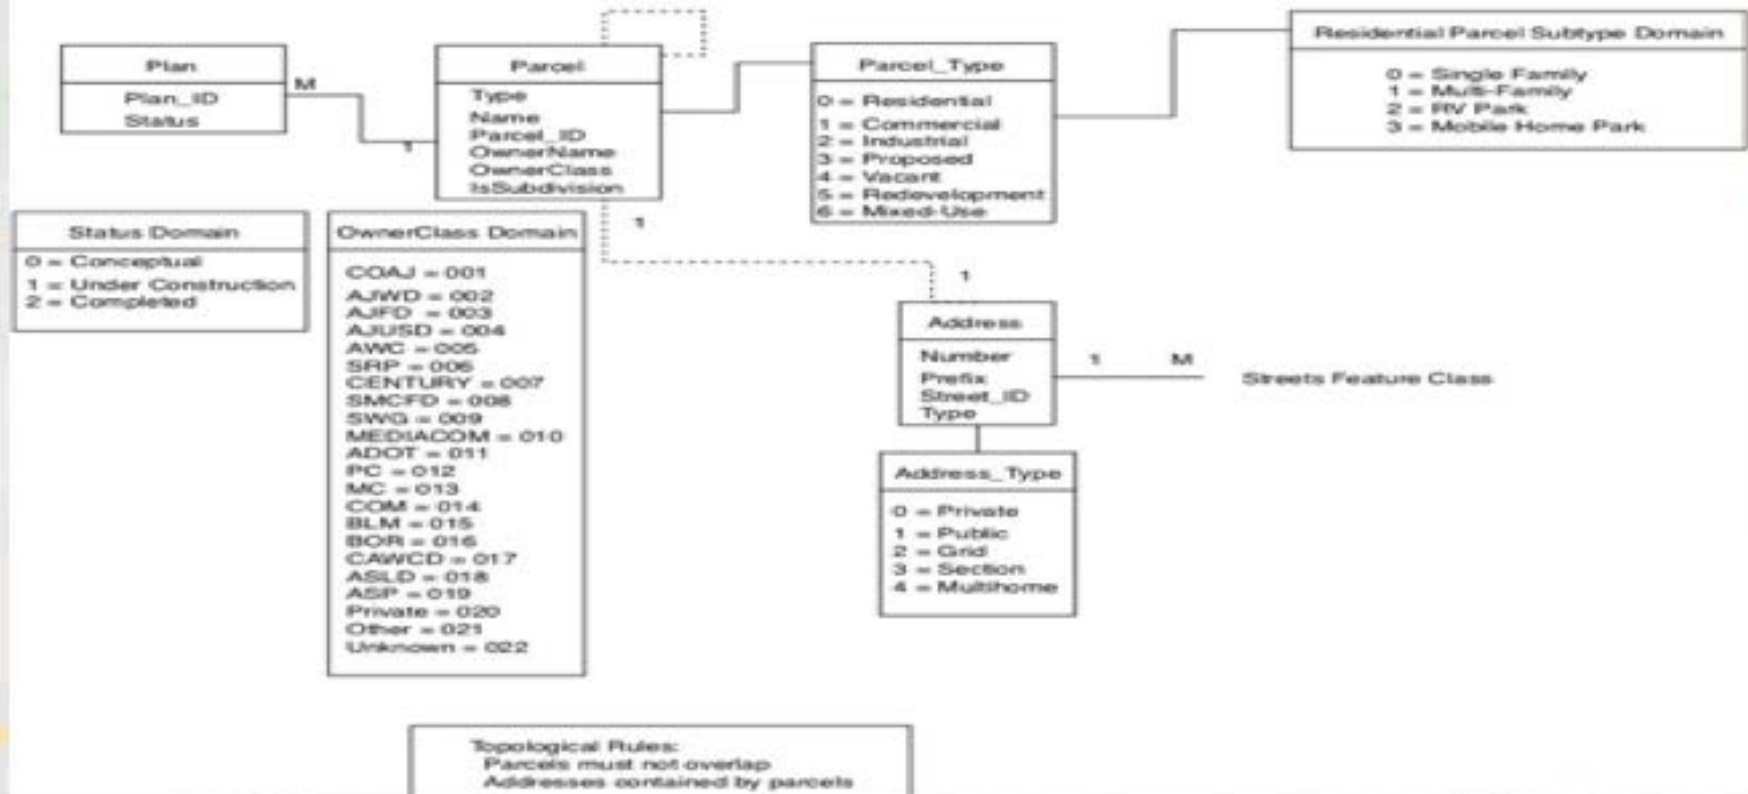 Plan
Plan_ID
Status
M
1
Parcel
Type
Name
Parcel_ID
OwnerName
OwnerClass
IsSubdivision
Parcel_Type
0 = Residential
1 = Commercial
2 = Industrial
3 = Proposed
4 = Vacant
5 = Redevelopment
6 = Mixed-Use
Residential Parcel Subtype Domain
0 = Single Family
1 = Multi-Family
2 = RV Park
3 = Mobile Home Park
Status Domain
0 = Conceptual
1 = Under Construction
2 = Completed
OwnerClass Domain
COAJ = 001
AJWD = 002
AJFD = 003
AJUSD = 004
AWC = 005
SRP = 006
CENTURY = 007
SMCFD = 008
SWG = 009
MEDIACOM = 010
ADOT = 011
PC = 012
MC = 013
COM = 014
BLM = 015
BOR = 016
CAWCD = 017
ASLD = 018
ASP = 019
Private = 020
Other = 021
Unknown = 022
1
1
Address
Number
Prefix
Street_ID
Type
1 M
Streets Feature Class
Address_Type
0 = Private
1 = Public
2 = Grid
3 = Section
4 = Multihome
Topological Rules:
Parcels must not overlap
Addresses contained by parcels